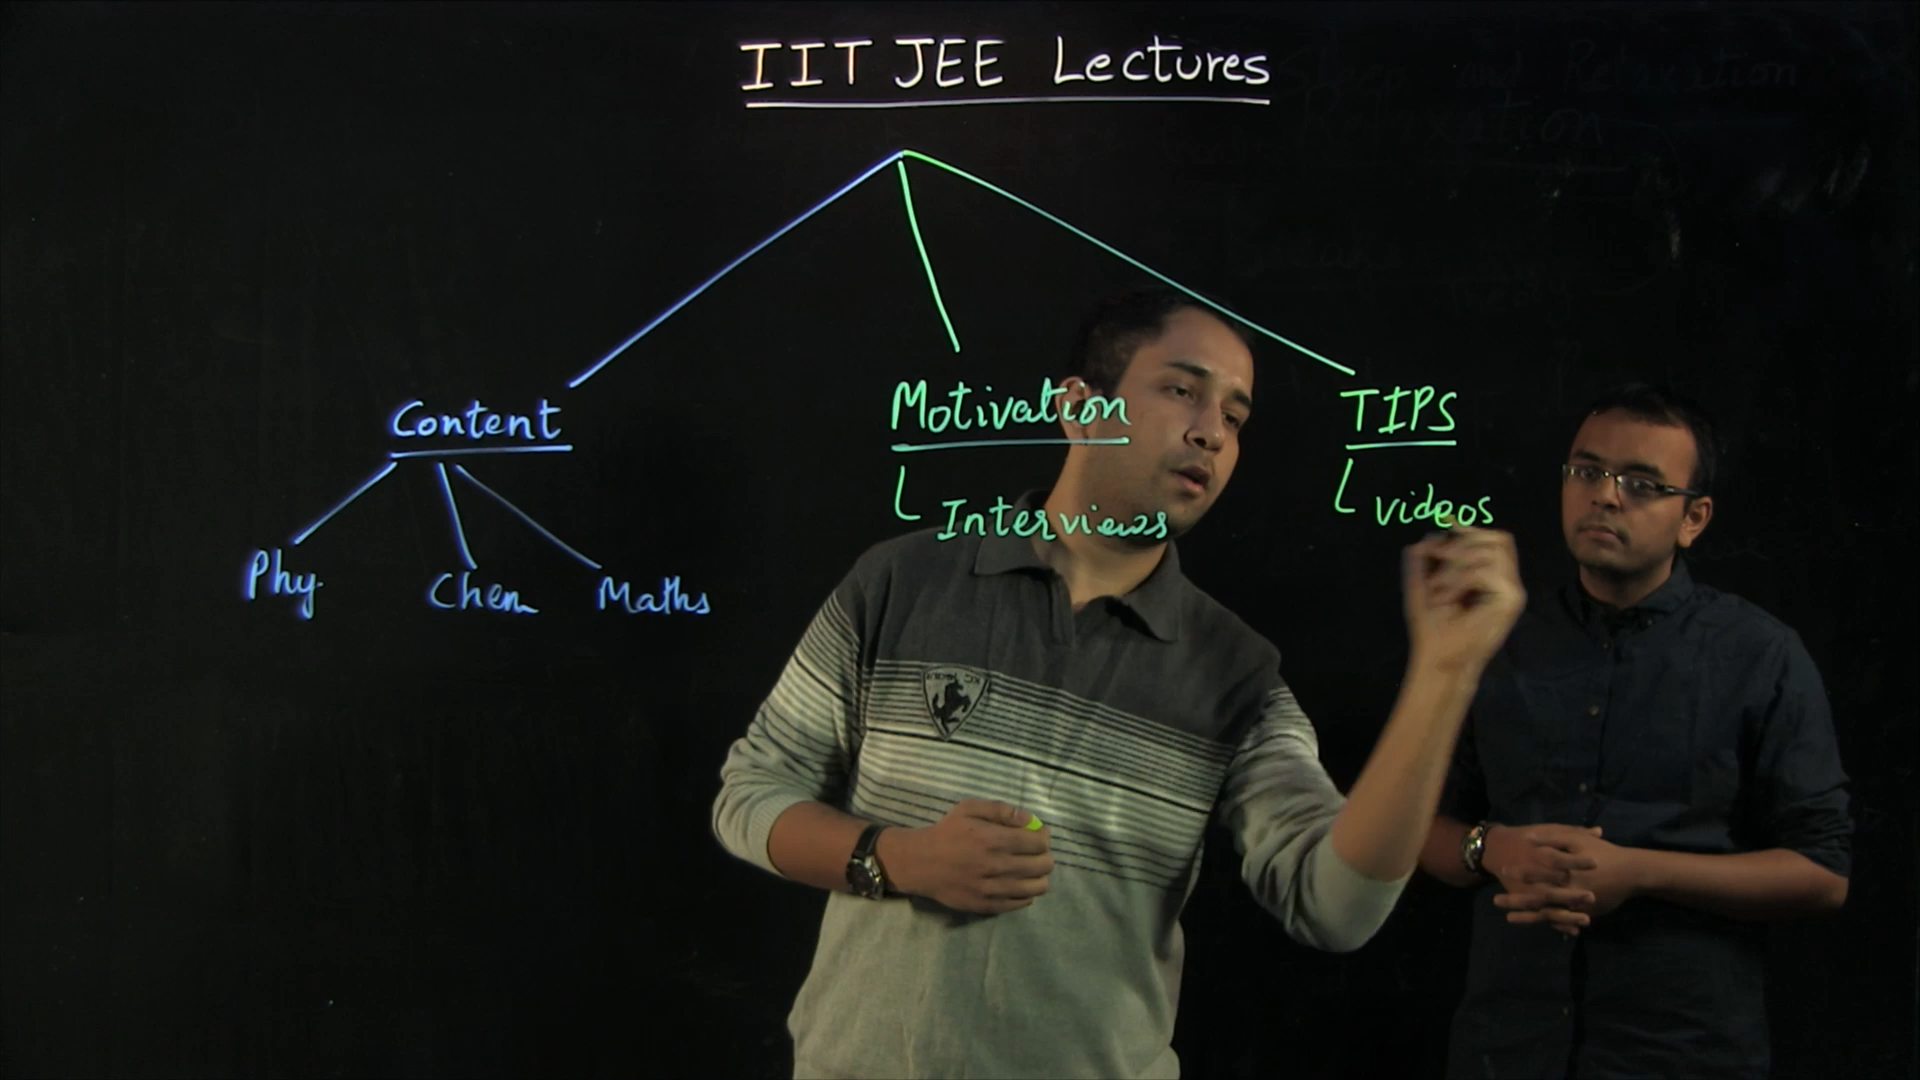 IIT JEE Lectures
Content
Motivation
TIPS
Phy.
Chem
Maths
Interviews
videos